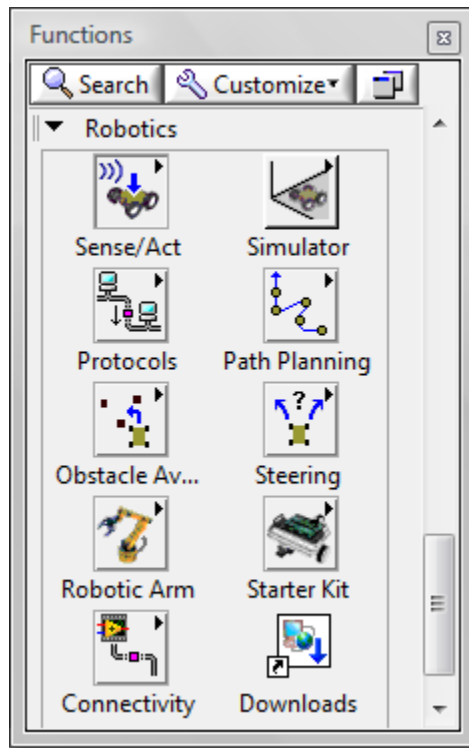 Functions
Search Customize
Robotics
Sense/Act Simulator
Protocols Path Planning
?
Obstacle Av... Steering
Robotic Arm Starter Kit
Connectivity Downloads